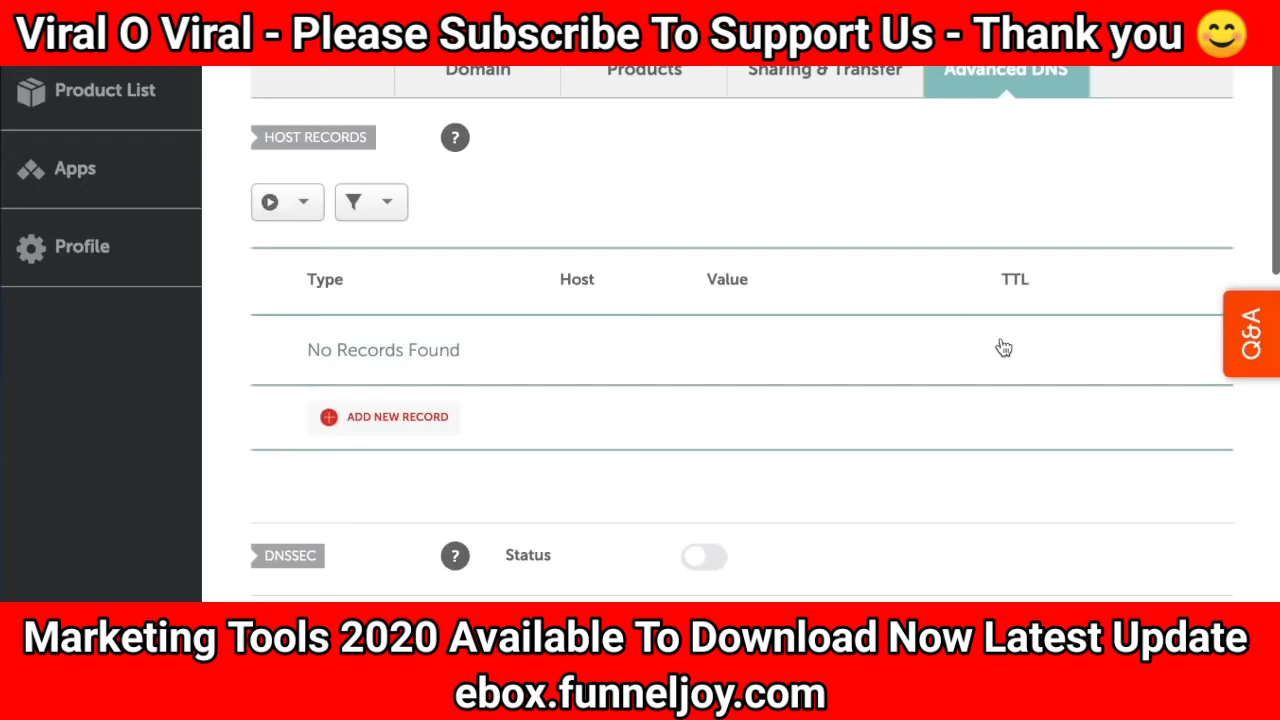 Viral O Viral - Please Subscribe To Support Us - Thank you 😊
Domain
Products
Sharing & Transfer
Advanced DNS
Product List
Apps
Profile
HOST RECORDS
?
Type Host Value TTL
No Records Found
ADD NEW RECORD
DNSSEC
?
Status
Q&A
Marketing Tools 2020 Available To Download Now Latest Update
ebox.funneljoy.com